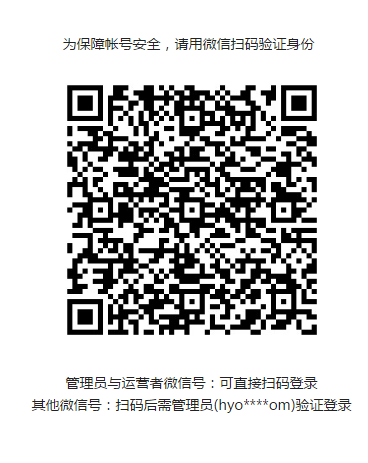 为保障帐号安全，请用微信扫码验证身份
管理员与运营者微信号：可直接扫码登录
其他微信号：扫码后需管理员(hyo****om)验证登录